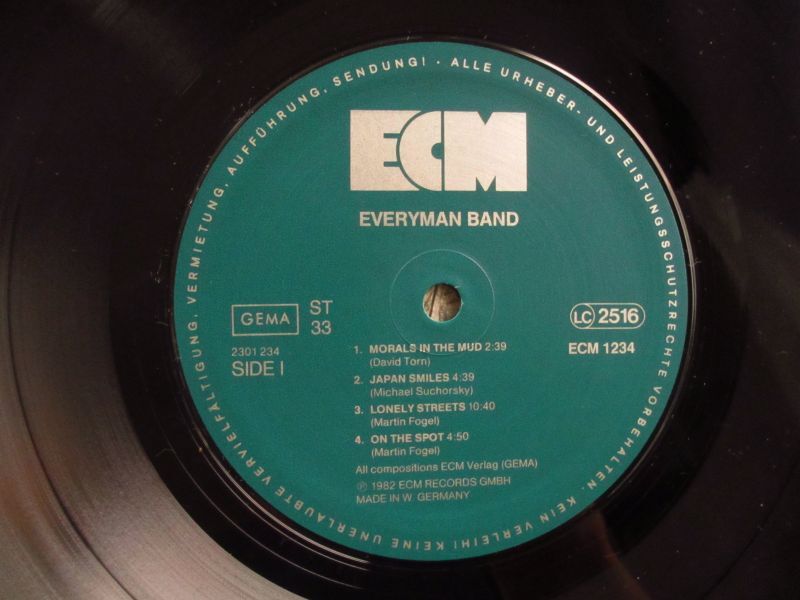 ALLE URHEBER- UND LEISTUNGSSCHUTZRECHTE VORBEHALTEN. KEIN VERLEIH! KEINE UNERLAUBTE VERVIELFÄLTIGUNG, VERMIETUNG, AUFFÜHRUNG, SENDUNG! ·
ECM
EVERYMAN BAND
GEMA
ST
33
2301 234
SIDE I
LC 2516
ECM 1234
1. MORALS IN THE MUD 2:39
(David Torn)
2. JAPAN SMILES 4:39
(Michael Suchorsky)
3. LONELY STREETS 10:40
(Martin Fogel)
4. ON THE SPOT 4:50
(Martin Fogel)
All compositions ECM Verlag (GEMA)
℗ 1982 ECM RECORDS GMBH
MADE IN W. GERMANY